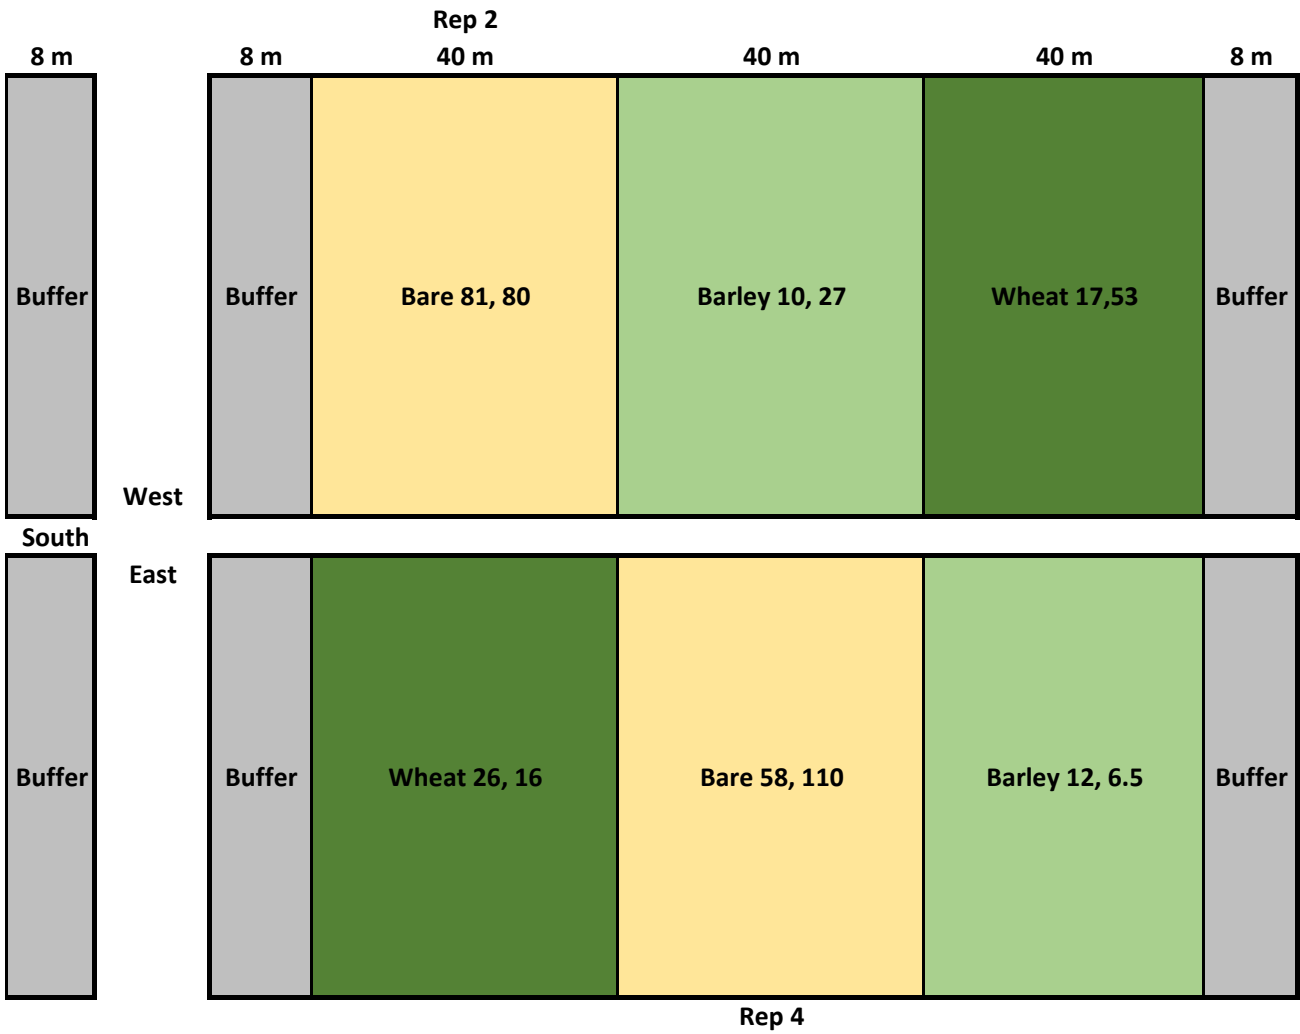 Rep 2
8 m 8 m 40 m 40 m 40 m 8 m
Buffer Buffer Bare 81, 80 Barley 10, 27 Wheat 17,53 Buffer
West
South
East
Buffer Buffer Wheat 26, 16 Bare 58, 110 Barley 12, 6.5 Buffer
Rep 4